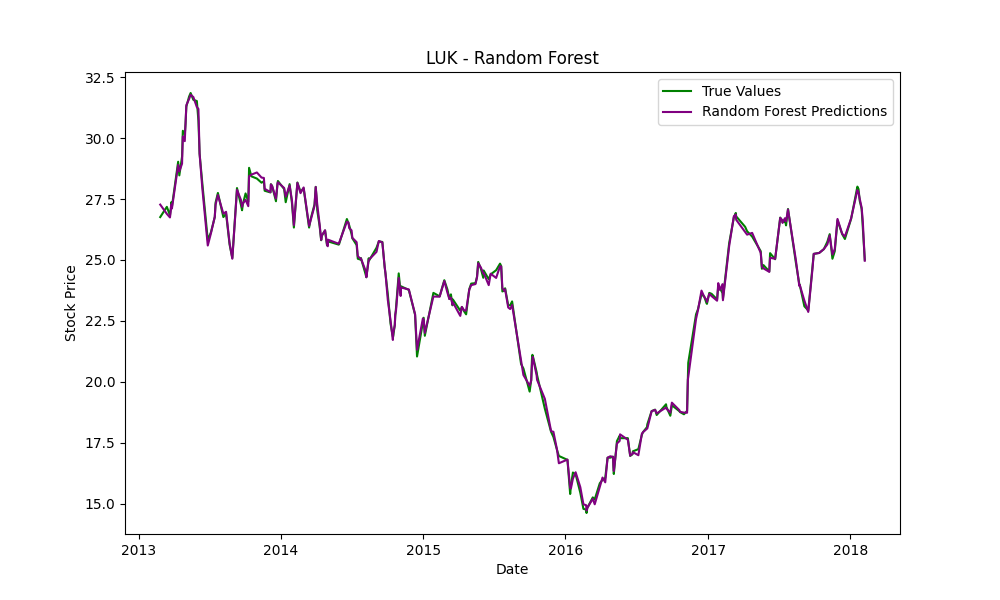 LUK - Random Forest
True Values
Random Forest Predictions
32.5
30.0
27.5
25.0
22.5
20.0
17.5
15.0
Stock Price
2013 2014 2015 2016 2017 2018
Date